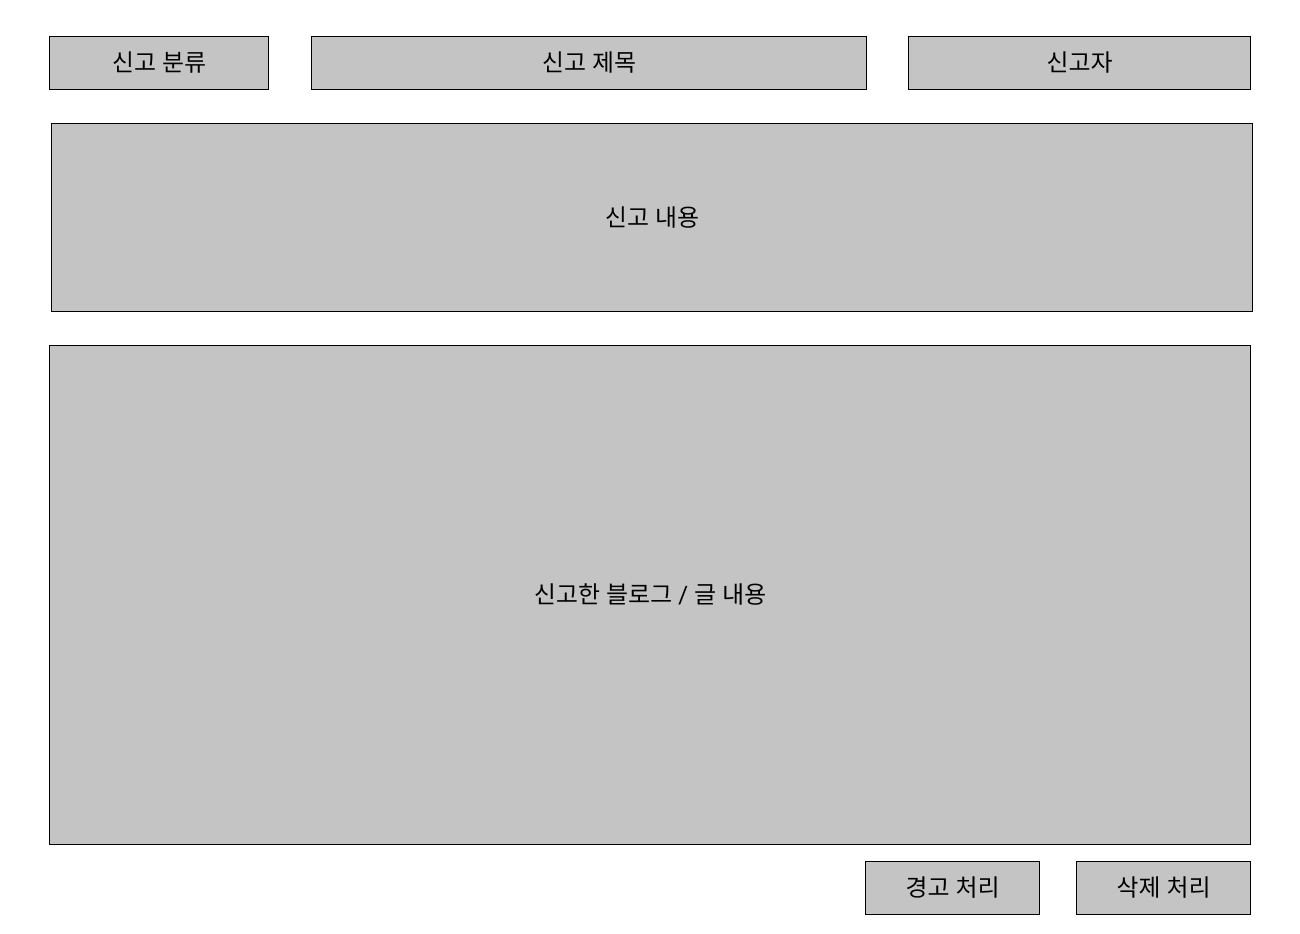 신고 분류
신고 제목
신고자
신고 내용
신고한 블로그 / 글 내용
경고 처리
삭제 처리